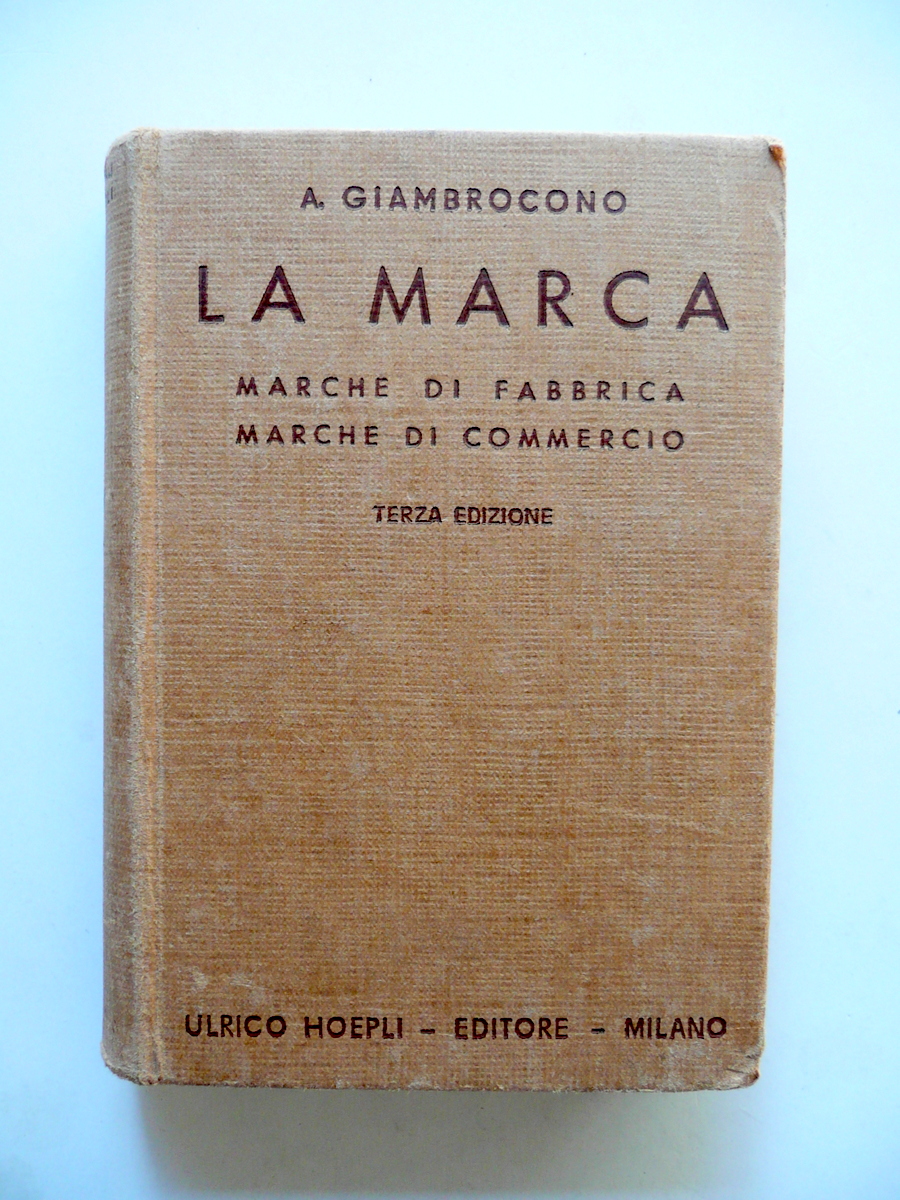 A. GIAMBROCONO
LA MARCA
MARCHE DI FABBRICA
MARCHE DI COMMERCIO
TERZA EDIZIONE
ULRICO HOEPLI – EDITORE – MILANO